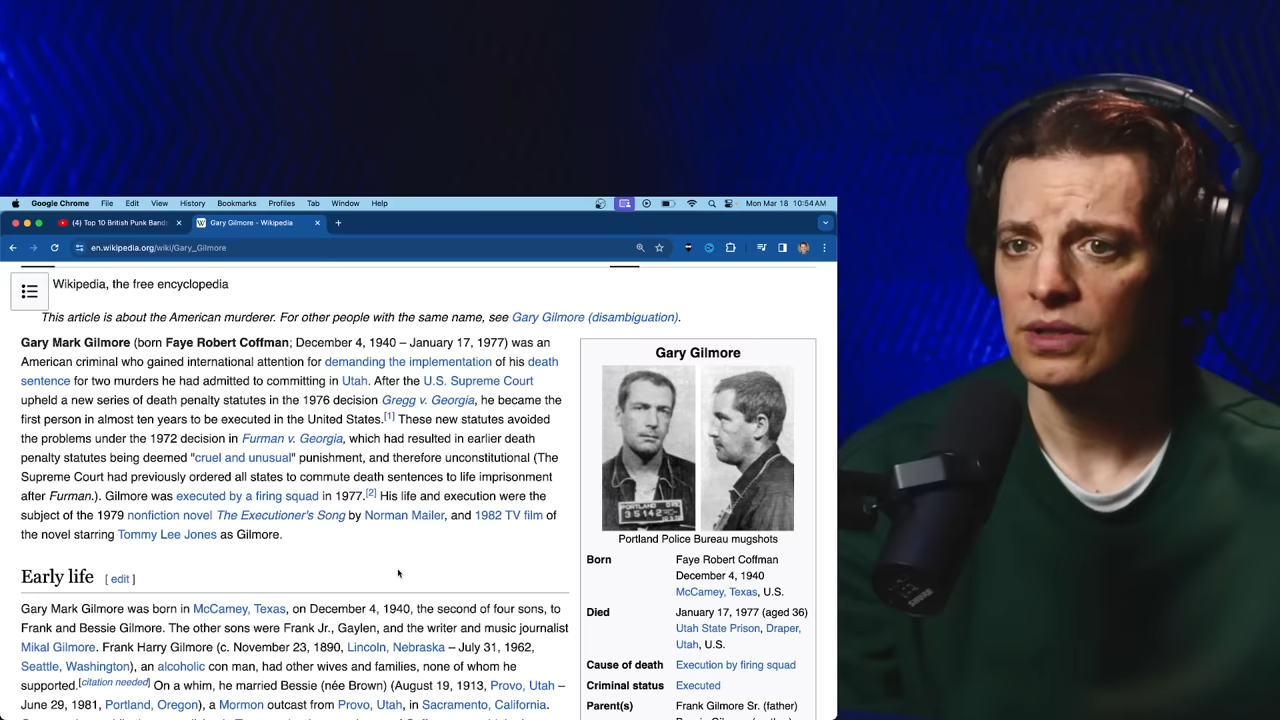 Google Chrome File Edit View History Bookmarks Profiles Tab Window Help Mon Mar 18 10:54AM
(4) Top 10 British Punk Bands Gary Gilmore - Wikipedia
en.wikipedia.org/wiki/Gary_Gilmore
Wikipedia, the free encyclopedia
This article is about the American murderer. For other people with the same name, see Gary Gilmore (disambiguation).
Gary Mark Gilmore (born Faye Robert Coffman; December 4, 1940 – January 17, 1977) was an
American criminal who gained international attention for demanding the implementation of his death
sentence for two murders he had admitted to committing in Utah. After the U.S. Supreme Court
upheld a new series of death penalty statutes in the 1976 decision Gregg v. Georgia, he became the
first person in almost ten years to be executed in the United States.[1] These new statutes avoided
the problems under the 1972 decision in Furman v. Georgia, which had resulted in earlier death
penalty statutes being deemed "cruel and unusual" punishment, and therefore unconstitutional (The
Supreme Court had previously ordered all states to commute death sentences to life imprisonment
after Furman.). Gilmore was executed by a firing squad in 1977.[2] His life and execution were the
subject of the 1979 nonfiction novel The Executioner's Song by Norman Mailer, and 1982 TV film of
the novel starring Tommy Lee Jones as Gilmore.
Early life [ edit ]
Gary Mark Gilmore was born in McCamey, Texas, on December 4, 1940, the second of four sons, to
Frank and Bessie Gilmore. The other sons were Frank Jr., Gaylen, and the writer and music journalist
Mikal Gilmore. Frank Harry Gilmore (c. November 23, 1890, Lincoln, Nebraska – July 31, 1962,
Seattle, Washington), an alcoholic con man, had other wives and families, none of whom he
supported.[citation needed] On a whim, he married Bessie (née Brown) (August 19, 1913, Provo, Utah –
June 29, 1981, Portland, Oregon), a Mormon outcast from Provo, Utah, in Sacramento, California.
Gary Gilmore
PORTLAND
35142
Portland Police Bureau mugshots
Born Faye Robert Coffman
December 4, 1940
McCamey, Texas, U.S.
Died January 17, 1977 (aged 36)
Utah State Prison, Draper,
Utah, U.S.
Cause of death Execution by firing squad
Criminal status Executed
Parent(s) Frank Gilmore Sr. (father)
SHURE